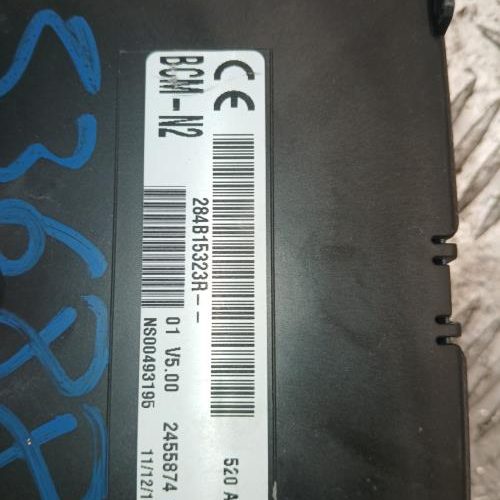 CE
BCM-N2
284B15323R--
01 V5.00 2455874
NS00493195 11/12/1
520 A